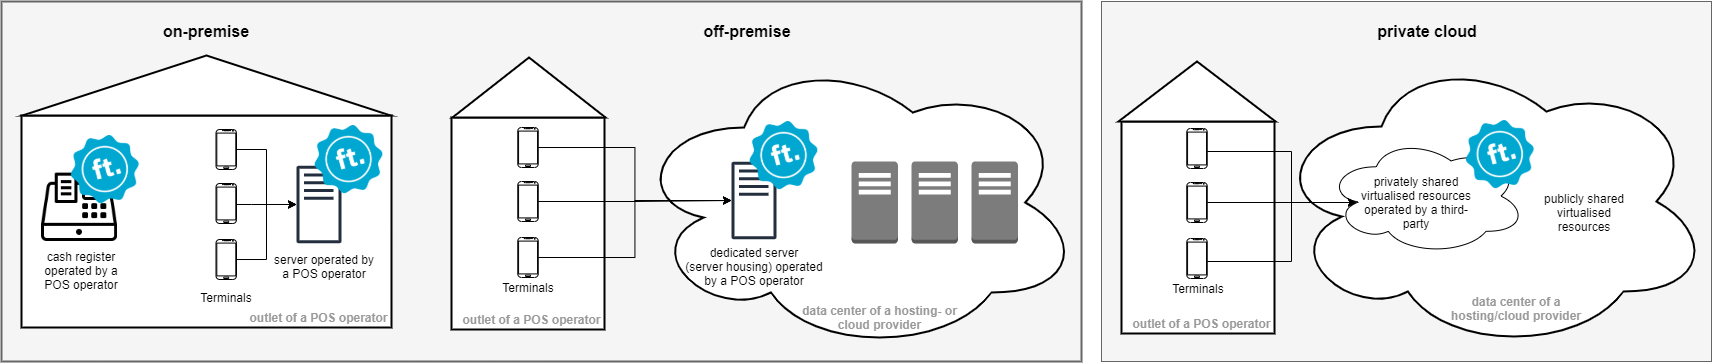 on-premise
ft.
ft.
cash register
operated by a
POS operator
Terminals
server operated by
a POS operator
outlet of a POS operator
off-premise
Terminals
outlet of a POS operator
ft.
dedicated server
(server housing) operated
by a POS operator
data center of a hosting- or
cloud provider
private cloud
Terminals
outlet of a POS operator
ft.
privately shared
virtualised resources
operated by a third-
party
publicly shared
virtualised
resources
data center of a
hosting/cloud provider